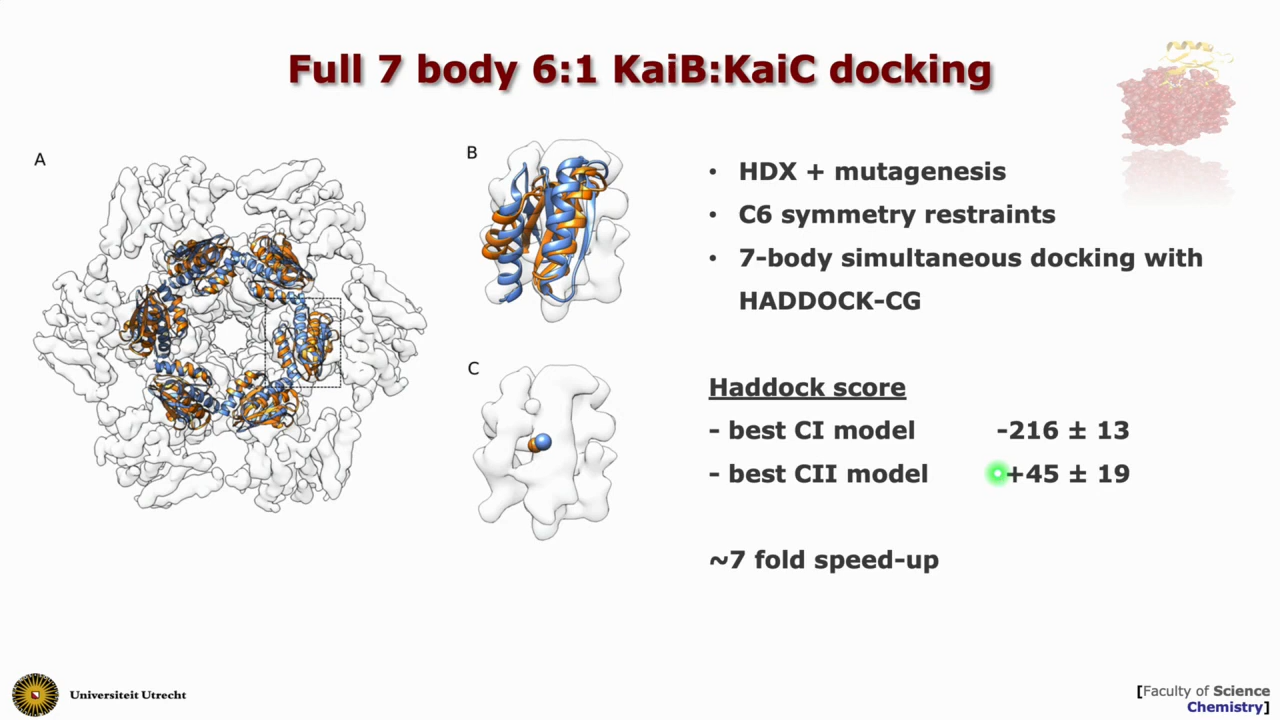 Full 7 body 6:1 KaiB:KaiC docking
A
B
C
• HDX + mutagenesis
• C6 symmetry restraints
• 7-body simultaneous docking with
HADDOCK-CG
Haddock score
- best CI model -216 ± 13
- best CII model +45 ± 19
~7 fold speed-up
Universiteit Utrecht
[Faculty of Science
Chemistry]